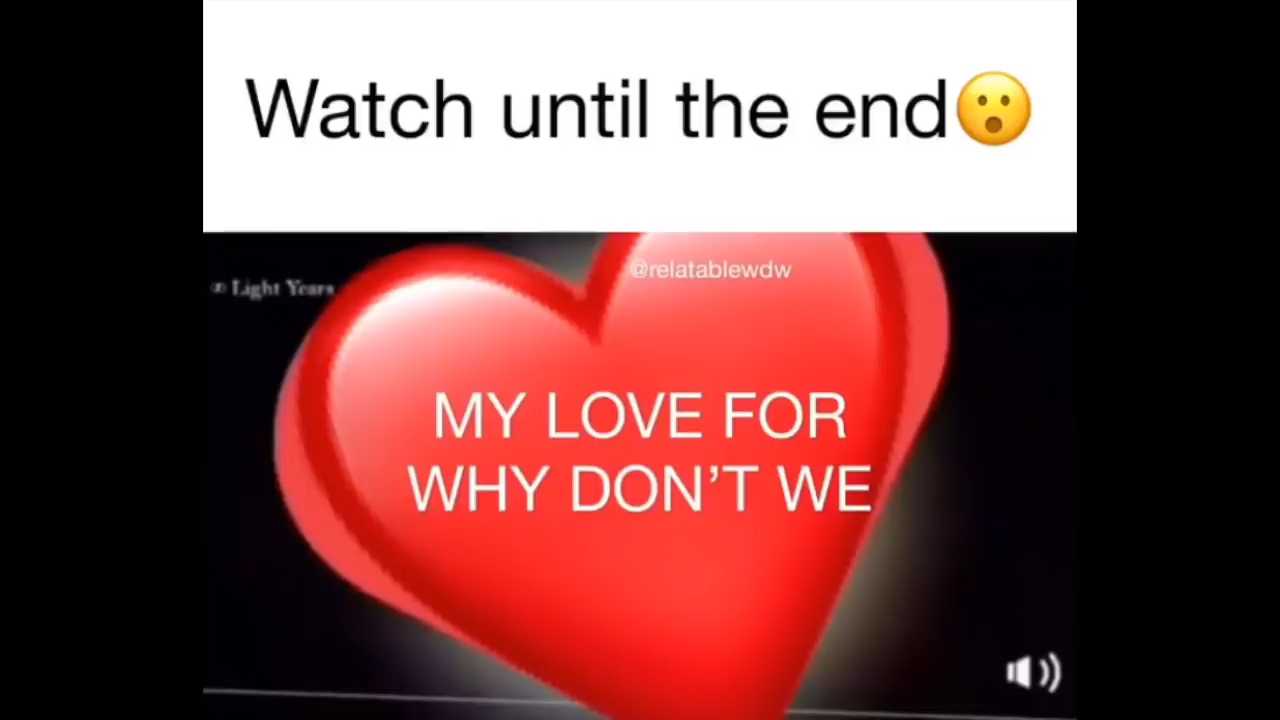 Watch until the end😮
@relatablewdw
Light Years
MY LOVE FOR
WHY DON’T WE